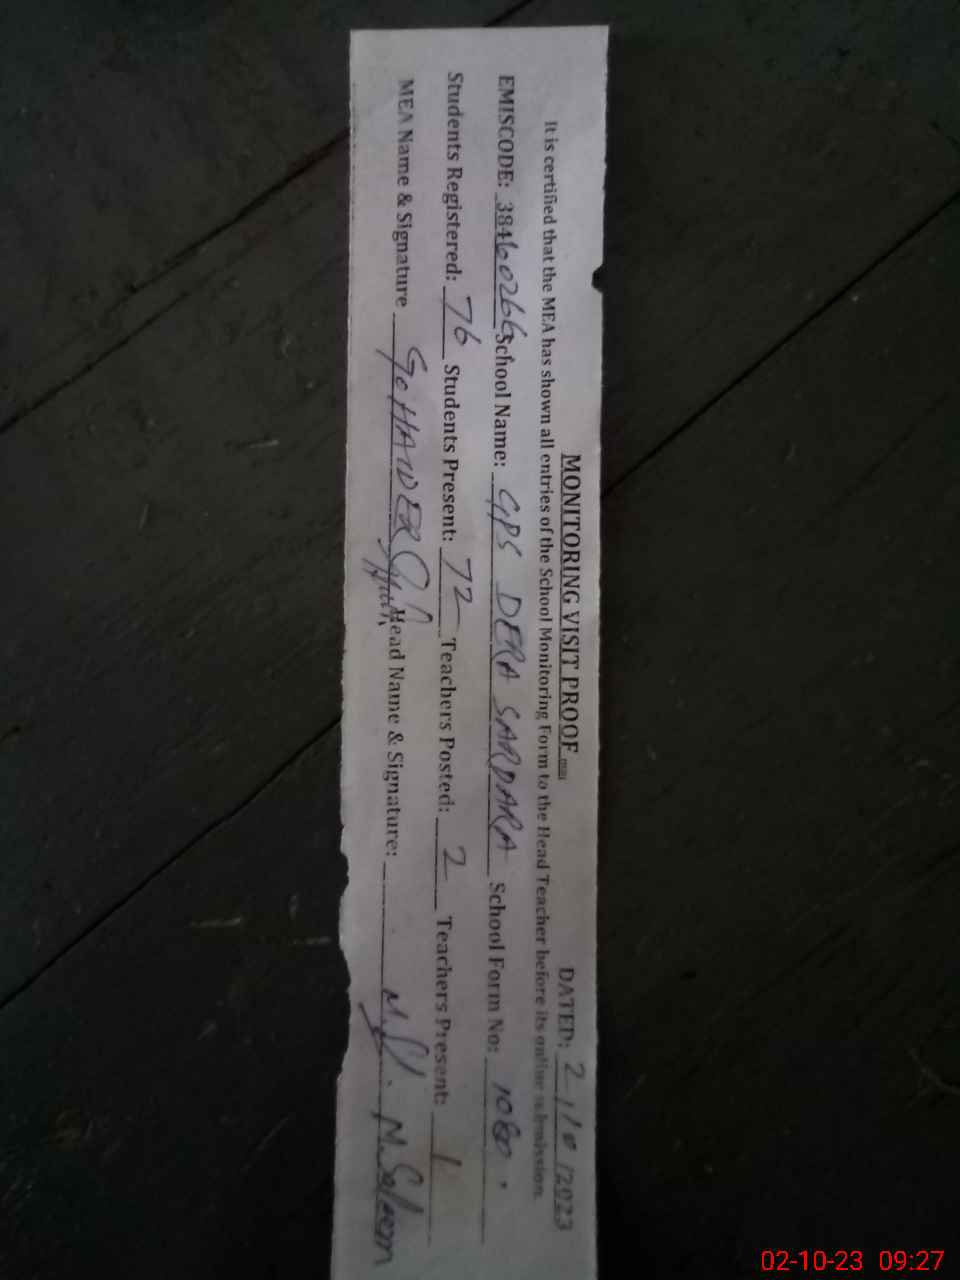 MONITORING VISIT PROOF DATED: 2/10/2023
It is certified that the MEA has shown all entries of the School Monitoring Form to the Head Teacher before its online submission.
EMISCODE: 38460266 School Name: GPS DERA SARDARA School Form No: 1080
Students Registered: 76 Students Present: 72 Teachers Posted: 2 Teachers Present: 1
MEA Name & Signature HAIDER Head Name & Signature: M. Saleem
02-10-23 09:27